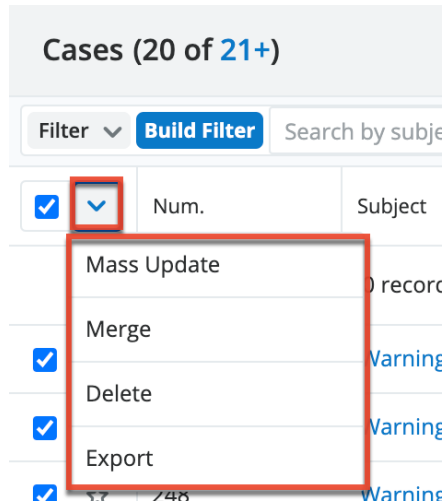 Cases (20 of 21+)
Filter Build Filter Search by subje
Num. Subject
Mass Update
record
Merge
Warning
Delete
Warning
Export
248 Warning